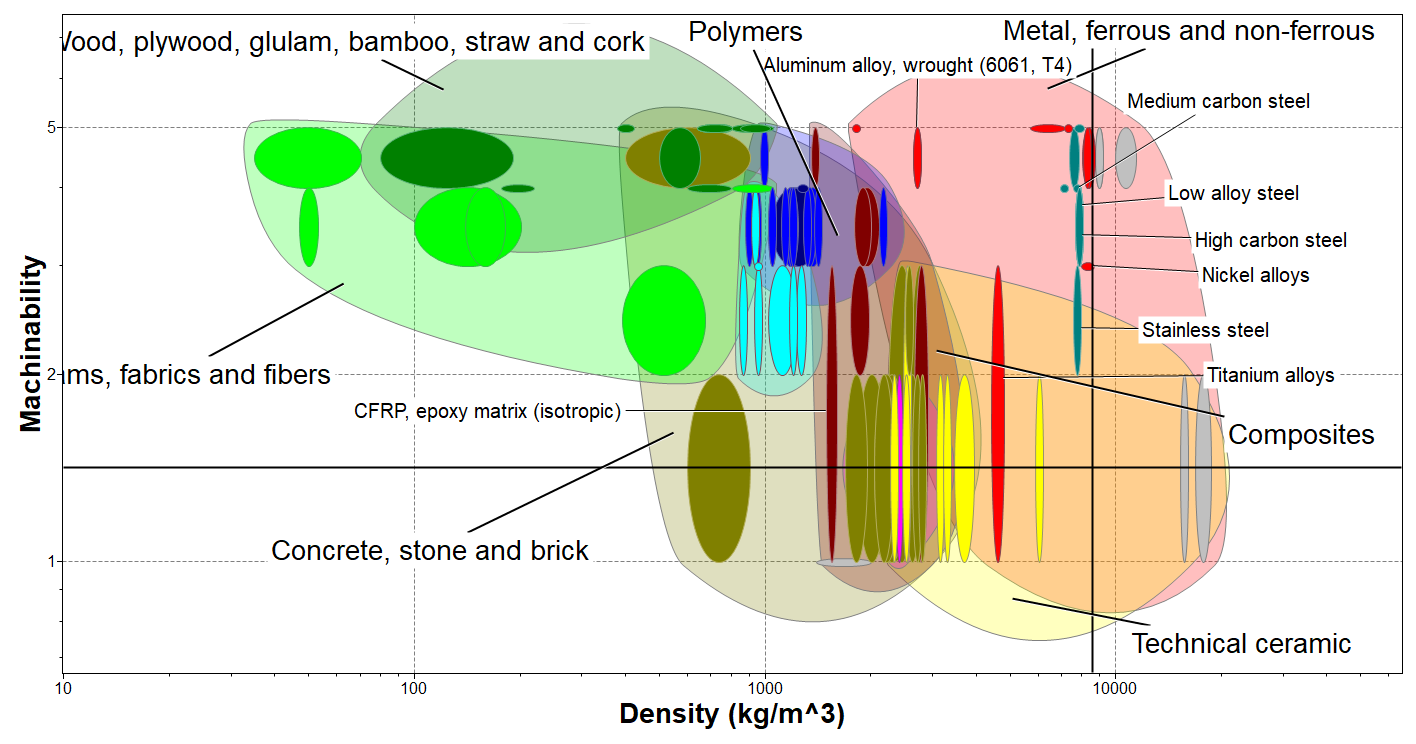 Wood, plywood, glulam, bamboo, straw and cork
Polymers
Metal, ferrous and non-ferrous
Aluminum alloy, wrought (6061, T4)
Medium carbon steel
5
Low alloy steel
High carbon steel
Nickel alloys
Machinability
Stainless steel
2
ams, fabrics and fibers
Titanium alloys
CFRP, epoxy matrix (isotropic)
Composites
Concrete, stone and brick
1
Technical ceramic
10
100
1000
10000
Density (kg/m^3)